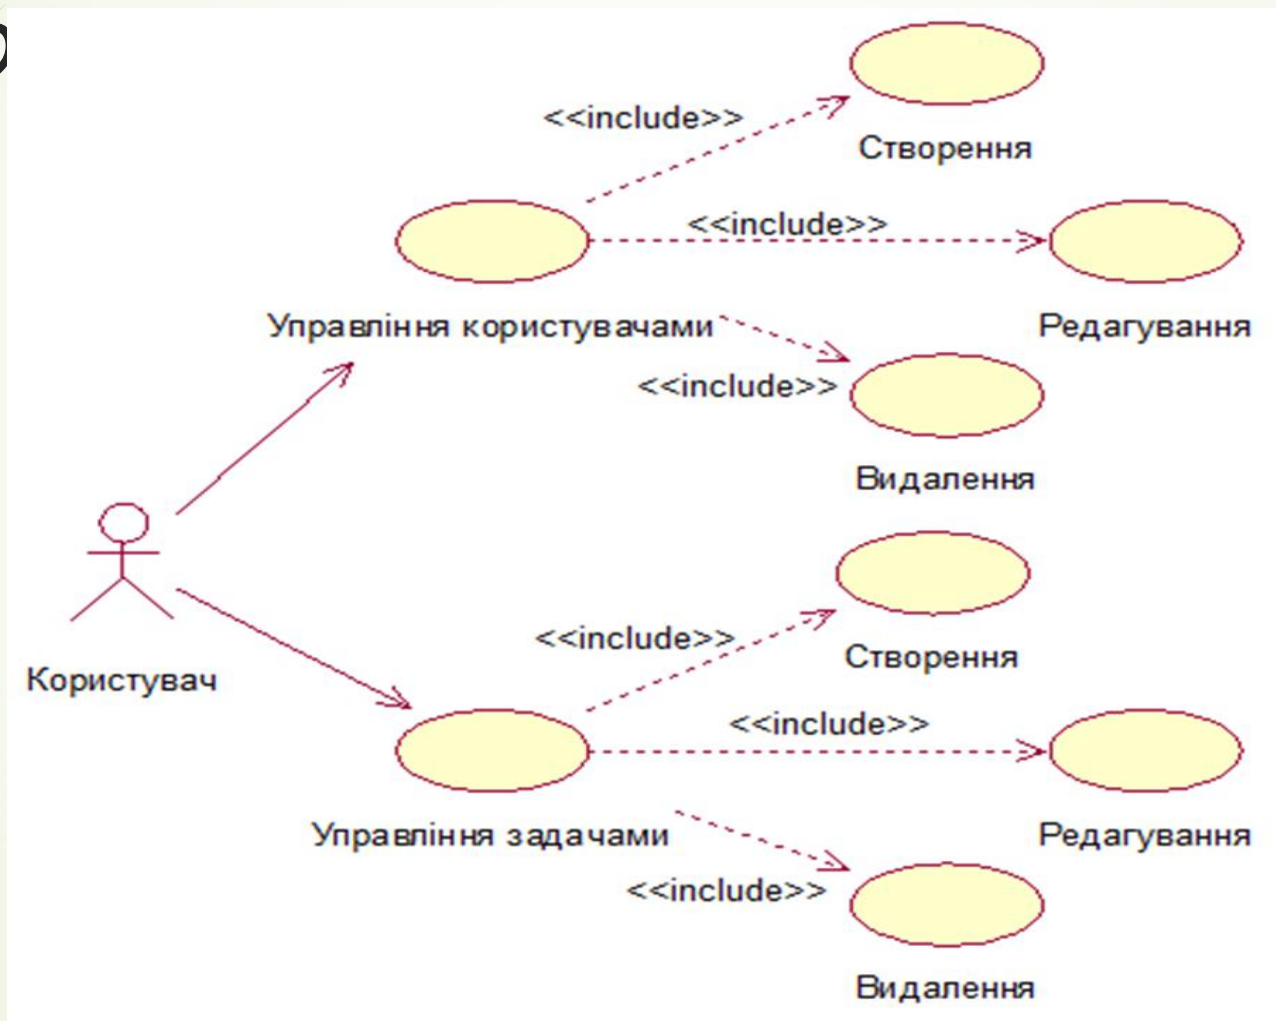 <<include>>
Створення
<<include>>
Управління користувачами
Редагування
<<include>>
Видалення
<<include>>
Створення
Користувач
<<include>>
Управління задачами
Редагування
<<include>>
Видалення